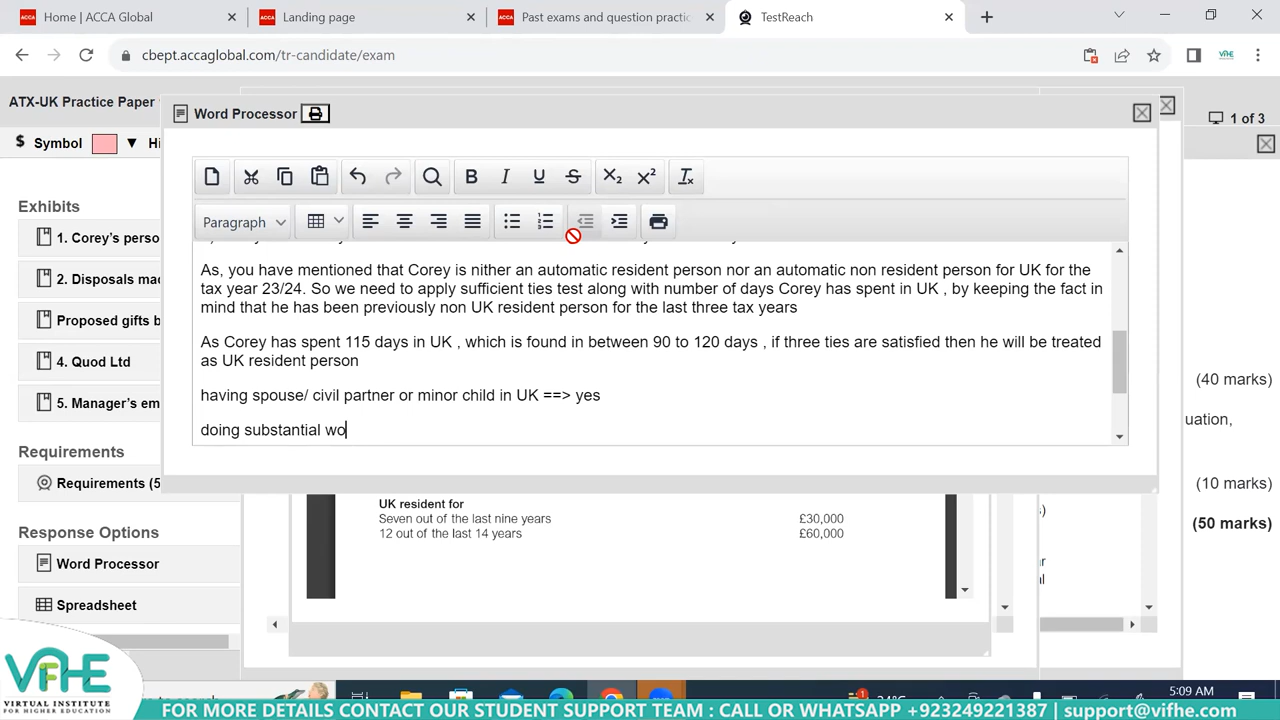 Home | ACCA Global
Landing page
Past exams and question practic
TestReach
cbept.accaglobal.com/tr-candidate/exam
VIFHE
ATX-UK Practice Paper
Word Processor
1 of 3
$ Symbol
Hi
Paragraph
Exhibits
1. Corey's perso
2. Disposals mad
Proposed gifts b
4. Quod Ltd
5. Manager's em
Requirements
Requirements (5
Response Options
Word Processor
Spreadsheet
As, you have mentioned that Corey is nither an automatic resident person nor an automatic non resident person for UK for the
tax year 23/24. So we need to apply sufficient ties test along with number of days Corey has spent in UK , by keeping the fact in
mind that he has been previously non UK resident person for the last three tax years
As Corey has spent 115 days in UK , which is found in between 90 to 120 days , if three ties are satisfied then he will be treated
as UK resident person
having spouse/ civil partner or minor child in UK ==> yes
doing substantial wo
(40 marks)
uation,
(10 marks)
s)
(50 marks)
ar
al
UK resident for
Seven out of the last nine years £30,000
12 out of the last 14 years £60,000
VIFHE
VIRTUAL INSTITUTE
FOR HIGHER EDUCATION
5:09 AM
FOR MORE DETAILS CONTACT OUR STUDENT SUPPORT TEAM : CALL OR WHATSAPP +923249221387 | support@vifhe.com